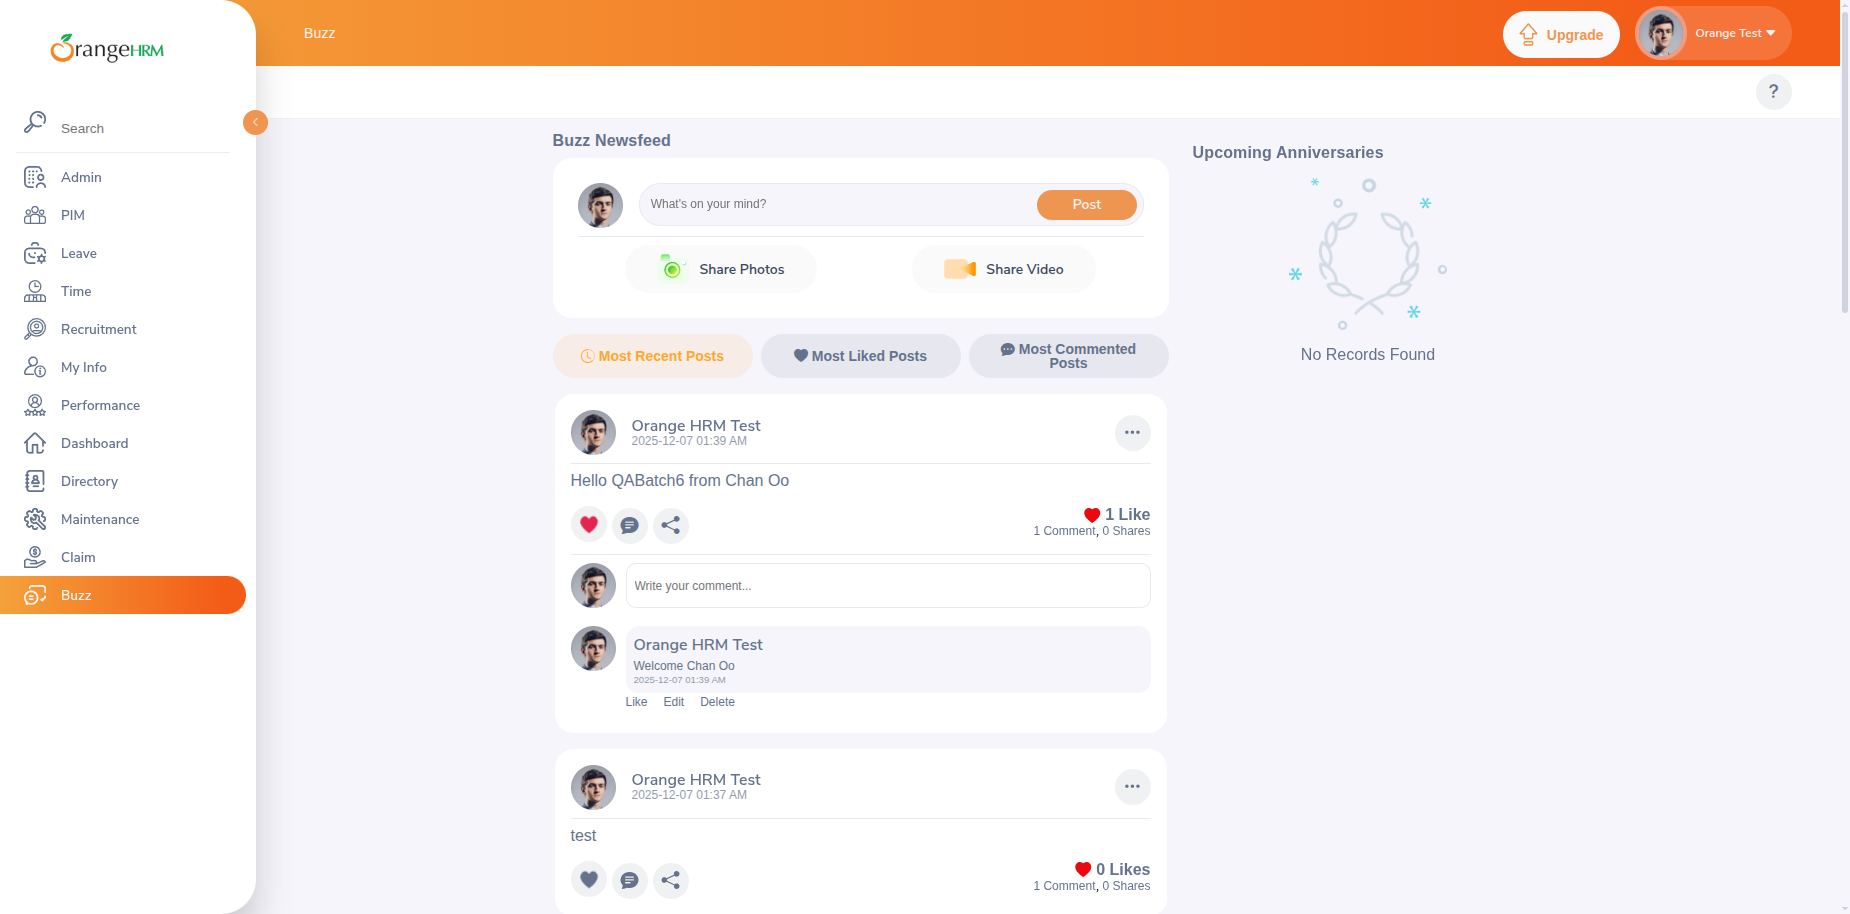 OrangeHRM
Buzz
Upgrade
Orange Test
?
Search
Admin
PIM
Leave
Time
Recruitment
My Info
Performance
Dashboard
Directory
Maintenance
Claim
Buzz
Buzz Newsfeed
What's on your mind?
Post
Share Photos
Share Video
Most Recent Posts
Most Liked Posts
Most Commented
Posts
Orange HRM Test
2025-12-07 01:39 AM
Hello QABatch6 from Chan Oo
1 Like
1 Comment, 0 Shares
Write your comment...
Orange HRM Test
Welcome Chan Oo
2025-12-07 01:39 AM
Like Edit Delete
Orange HRM Test
2025-12-07 01:37 AM
test
0 Likes
1 Comment, 0 Shares
Upcoming Anniversaries
No Records Found